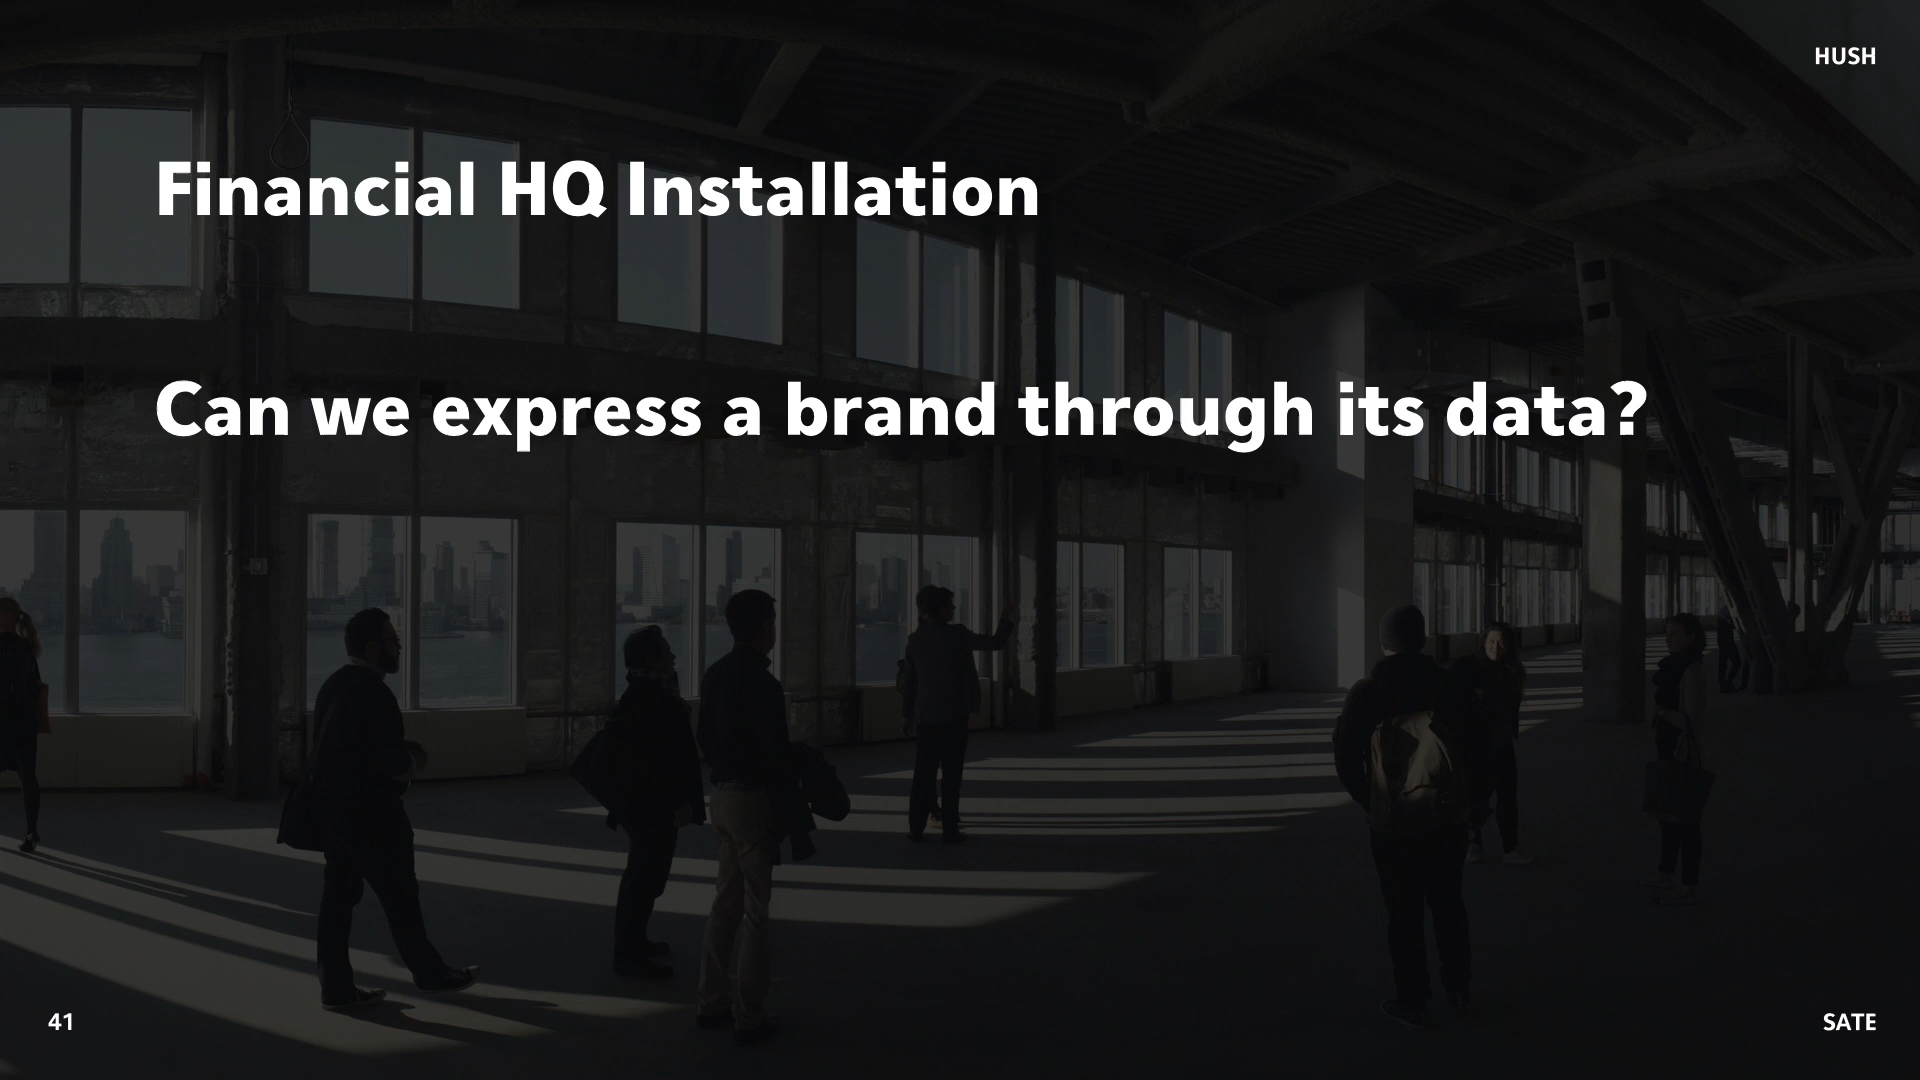 HUSH
Financial HQ Installation
Can we express a brand through its data?
41
SATE